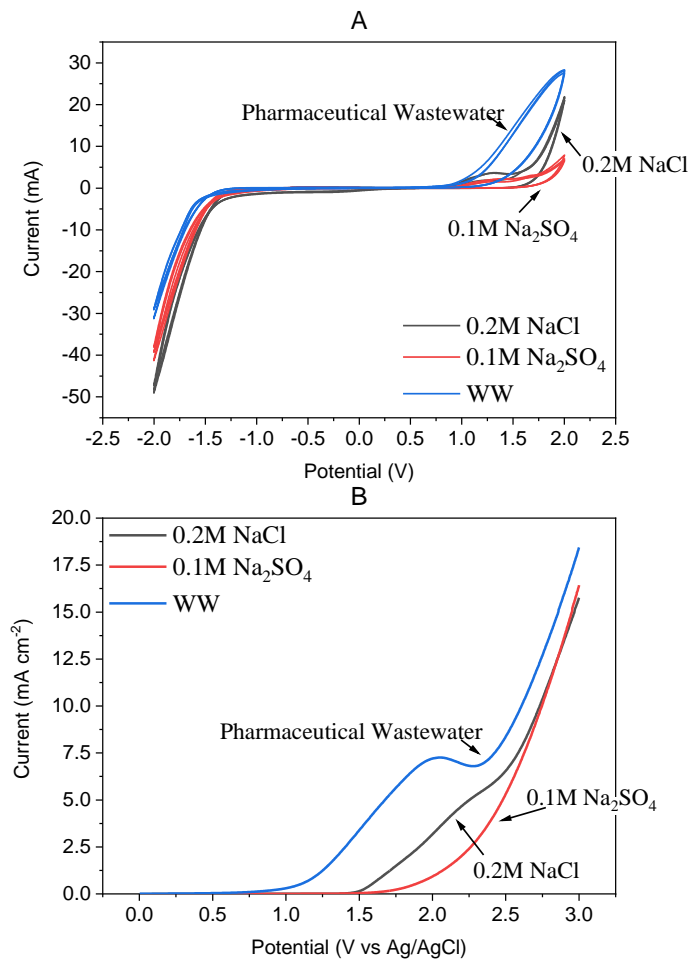 A
30
20
10
0
-10
-20
-30
-40
-50
Current (mA)
Pharmaceutical Wastewater
0.2M NaCl
0.1M Na₂SO₄
0.2M NaCl
0.1M Na₂SO₄
WW
-2.5 -2.0 -1.5 -1.0 -0.5 0.0 0.5 1.0 1.5 2.0 2.5
Potential (V)
B
20.0
17.5
15.0
12.5
10.0
7.5
5.0
2.5
0.0
Current (mA cm⁻²)
0.2M NaCl
0.1M Na₂SO₄
WW
Pharmaceutical Wastewater
0.1M Na₂SO₄
0.2M NaCl
0.0 0.5 1.0 1.5 2.0 2.5 3.0
Potential (V vs Ag/AgCl)